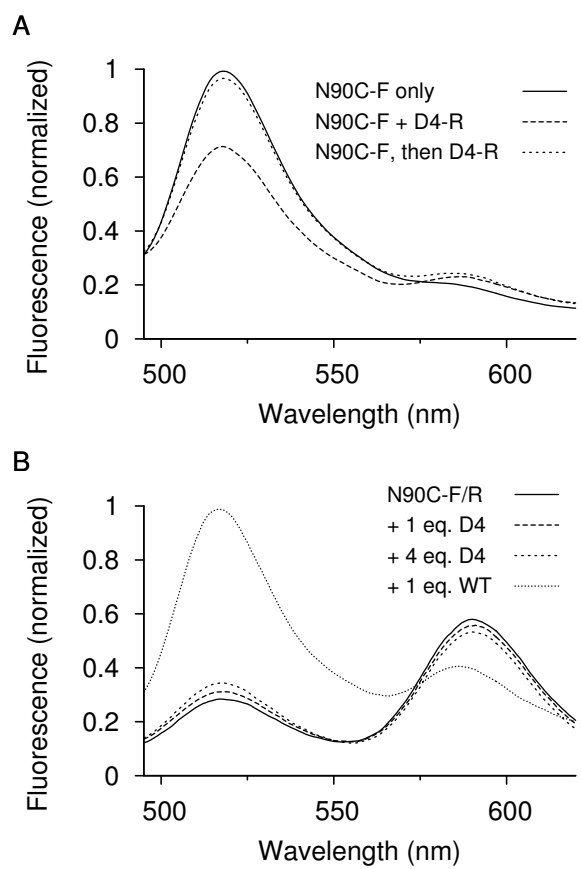 A
Fluorescence (normalized)
1
0.8
0.6
0.4
0.2
0
N90C-F only
N90C-F + D4-R
N90C-F, then D4-R
500
550
600
Wavelength (nm)
B
Fluorescence (normalized)
1
0.8
0.6
0.4
0.2
0
N90C-F/R
+ 1 eq. D4
+ 4 eq. D4
+ 1 eq. WT
500
550
600
Wavelength (nm)